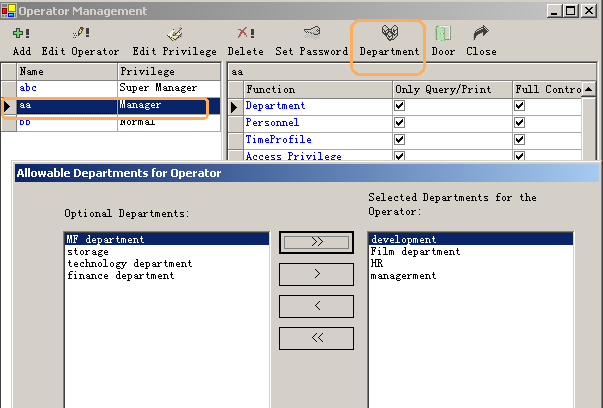 Operator Management
Add Edit Operator Edit Privilege Delete Set Password Department Door Close
Name Privilege
abc Super Manager
aa Manager
bb Normal
aa
Function Only Query/Print Full Contro
Department
Personnel
TimeProfile
Access Privilege
Allowable Departments for Operator
Optional Departments:
MF department
storage
technology department
finance department
>>
>
<
<<
Selected Departments for the
Operator:
development
Film department
HR
managerment